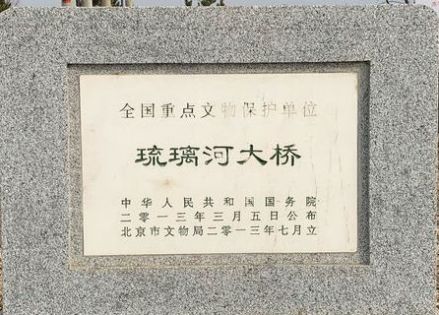 全国重点文物保护单位
琉璃河大桥
中华人民共和国国务院
二零一三年三月五日公布
北京市文物局二零一三年七月立